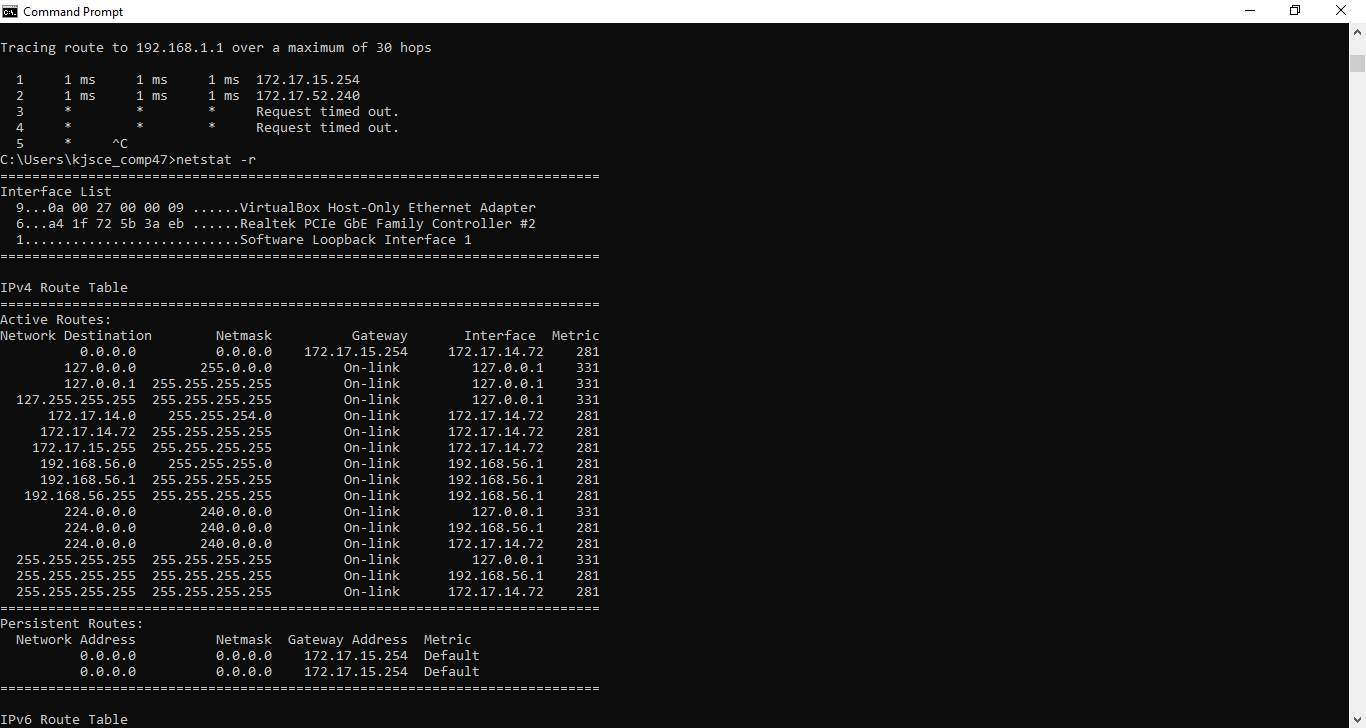 Command Prompt
Tracing route to 192.168.1.1 over a maximum of 30 hops
  1     1 ms     1 ms     1 ms  172.17.15.254
  2     1 ms     1 ms     1 ms  172.17.52.240
  3     *        *        *     Request timed out.
  4     *        *        *     Request timed out.
  5     *     ^C
C:\Users\kjsce_comp47>netstat -r
===========================================================================
Interface List
  9...0a 00 27 00 00 09 ......VirtualBox Host-Only Ethernet Adapter
  6...a4 1f 72 5b 3a eb ......Realtek PCIe GbE Family Controller #2
  1...........................Software Loopback Interface 1
===========================================================================
IPv4 Route Table
===========================================================================
Active Routes:
Network Destination        Netmask          Gateway       Interface  Metric
          0.0.0.0          0.0.0.0    172.17.15.254     172.17.14.72    281
        127.0.0.0        255.0.0.0         On-link         127.0.0.1    331
        127.0.0.1  255.255.255.255         On-link         127.0.0.1    331
  127.255.255.255  255.255.255.255         On-link         127.0.0.1    331
      172.17.14.0    255.255.254.0         On-link      172.17.14.72    281
     172.17.14.72  255.255.255.255         On-link      172.17.14.72    281
    172.17.15.255  255.255.255.255         On-link      172.17.14.72    281
     192.168.56.0    255.255.255.0         On-link      192.168.56.1    281
     192.168.56.1  255.255.255.255         On-link      192.168.56.1    281
   192.168.56.255  255.255.255.255         On-link      192.168.56.1    281
        224.0.0.0        240.0.0.0         On-link         127.0.0.1    331
        224.0.0.0        240.0.0.0         On-link      192.168.56.1    281
        224.0.0.0        240.0.0.0         On-link      172.17.14.72    281
  255.255.255.255  255.255.255.255         On-link         127.0.0.1    331
  255.255.255.255  255.255.255.255         On-link      192.168.56.1    281
  255.255.255.255  255.255.255.255         On-link      172.17.14.72    281
===========================================================================
Persistent Routes:
  Network Address          Netmask  Gateway Address  Metric
          0.0.0.0          0.0.0.0    172.17.15.254  Default
          0.0.0.0          0.0.0.0    172.17.15.254  Default
===========================================================================
IPv6 Route Table